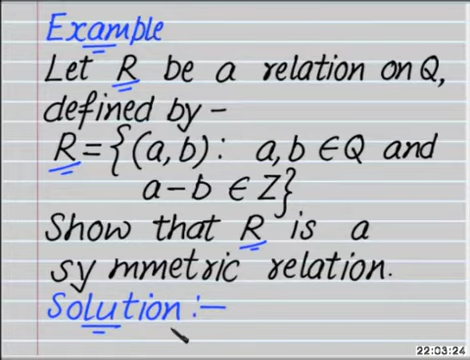 Example
Let R be a relation on Q,
defined by –
R = {(a, b) : a, b ∈ Q and
a – b ∈ Z}
Show that R is a
symmetric relation.
Solution :–
22:03:24